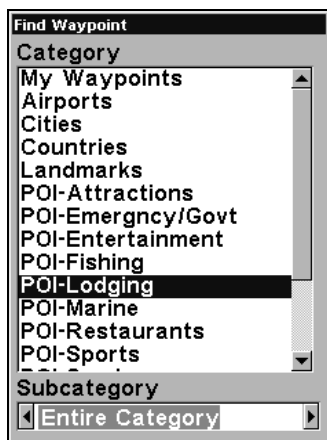 Find Waypoint
Category
My Waypoints
Airports
Cities
Countries
Landmarks
POI-Attractions
POI-Emergncy/Govt
POI-Entertainment
POI-Fishing
POI-Lodging
POI-Marine
POI-Restaurants
POI-Sports
Subcategory
Entire Category